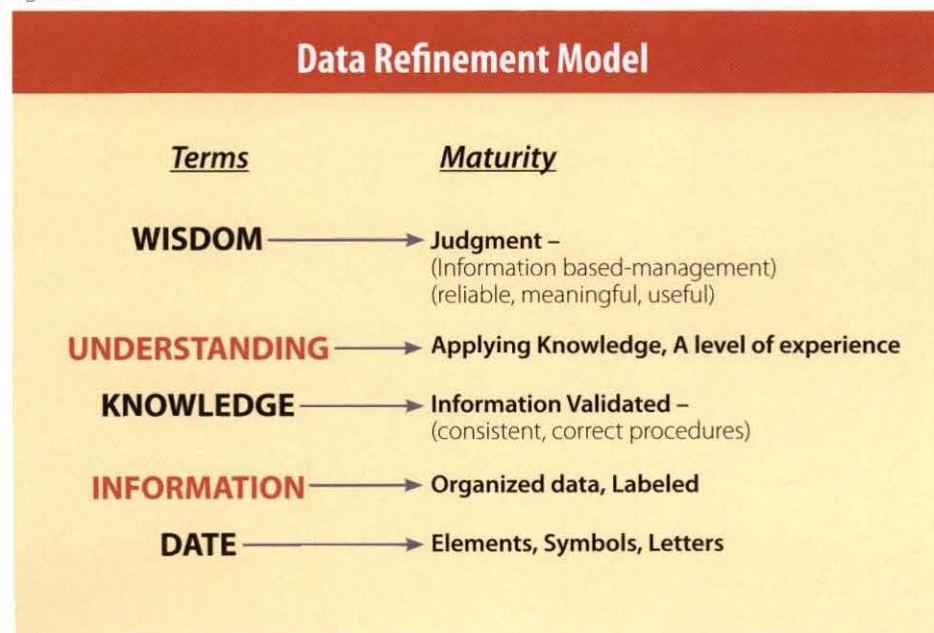 Data Refinement Model
Terms Maturity
WISDOM Judgment –
(Information based-management)
(reliable, meaningful, useful)
UNDERSTANDING Applying Knowledge, A level of experience
KNOWLEDGE Information Validated –
(consistent, correct procedures)
INFORMATION Organized data, Labeled
DATE Elements, Symbols, Letters